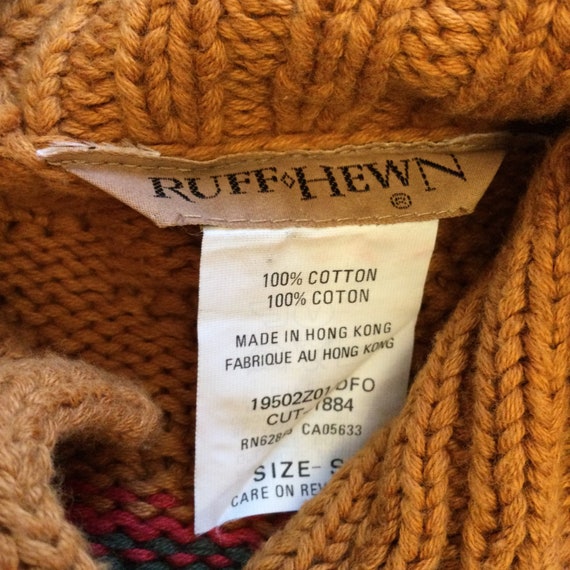 RUFF◊HEWN
®
100% COTTON
100% COTON
MADE IN HONG KONG
FABRIQUE AU HONG KONG
CUT-1884
CA05633
SIZE- S
CARE ON